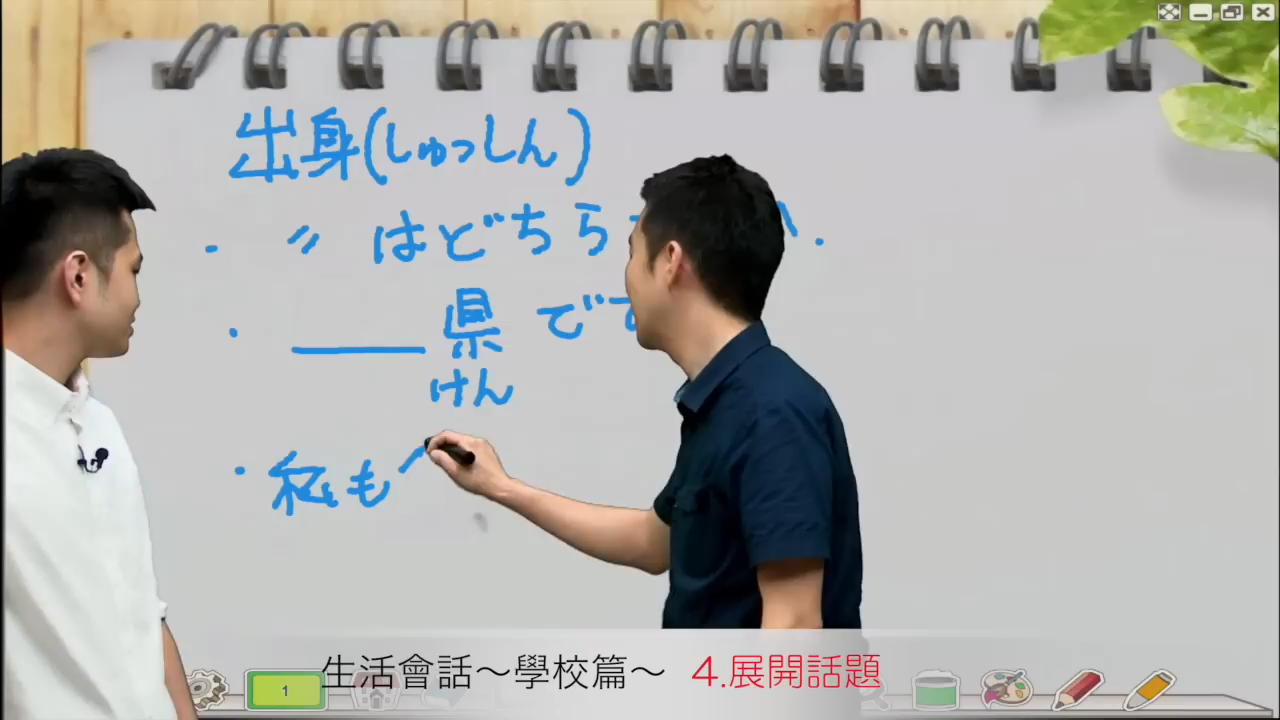 出身(しゅっしん)
・ 〃 はどちら
・ ___県 です
けん
・私も
1
生活會話～學校篇～ 4.展開話題